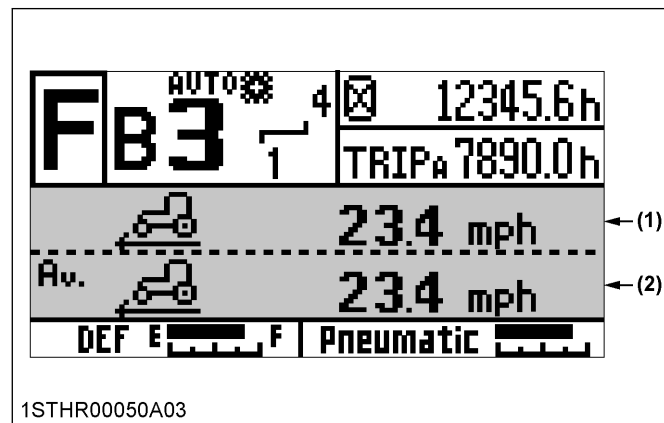 F B3 AUTO 1 4 12345.6h
TRIPA 7890.0h
23.4 mph (1)
Av. 23.4 mph (2)
DEF E F Pneumatic
1STHR00050A03